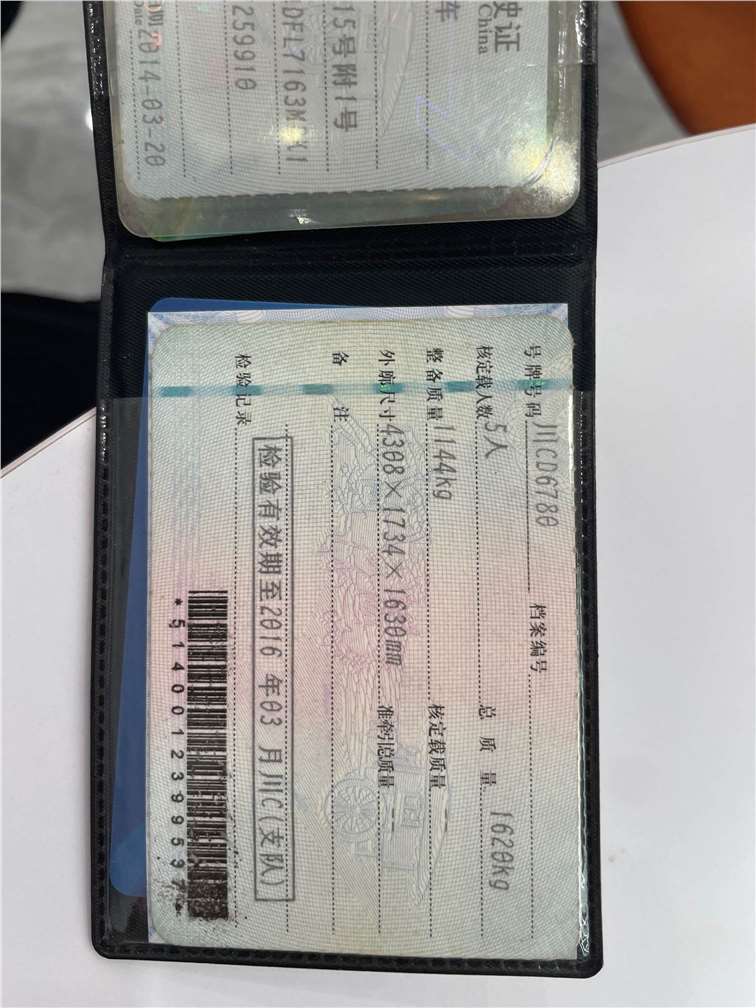 驶证
China
车
15号附1号
259910
Date 2014-03-20
号牌号码 川CD6780 档案编号
核定载人数 5人 总质量 1620kg
整备质量 1144kg 核定载质量
外廓尺寸 4308×1734×1630mm 准牵引总质量
备注
检验有效期至2016年03月川C(支队)
检验记录
*5140012399537*